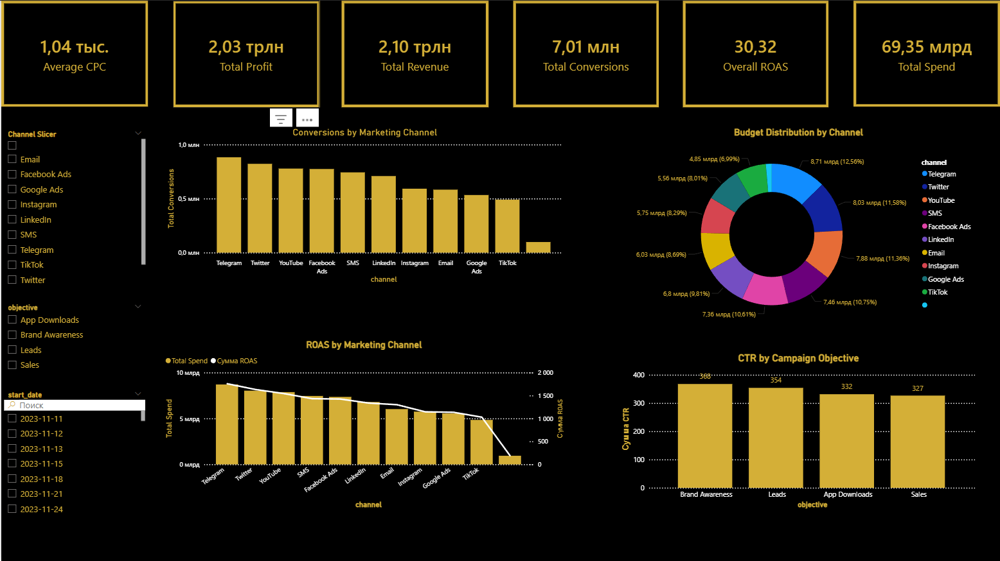 1,04 тыс.
Average CPC
2,03 трлн
Total Profit
2,10 трлн
Total Revenue
7,01 млн
Total Conversions
30,32
Overall ROAS
69,35 млрд
Total Spend
Channel Slicer
Email
Facebook Ads
Google Ads
Instagram
LinkedIn
SMS
Telegram
TikTok
Twitter
objective
App Downloads
Brand Awareness
Leads
Sales
start_date
Поиск
2023-11-11
2023-11-12
2023-11-13
2023-11-15
2023-11-18
2023-11-21
2023-11-24
Conversions by Marketing Channel
Total Conversions
1,0 млн
0,5 млн
0,0 млн
Telegram
Twitter
YouTube
Facebook
Ads
SMS
LinkedIn
Instagram
Email
Google
Ads
TikTok
channel
Budget Distribution by Channel
8,71 млрд (12,56%)
8,03 млрд (11,58%)
7,88 млрд (11,36%)
7,46 млрд (10,75%)
7,36 млрд (10,61%)
6,8 млрд (9,81%)
6,03 млрд (8,69%)
5,75 млрд (8,29%)
5,56 млрд (8,01%)
4,85 млрд (6,99%)
channel
Telegram
Twitter
YouTube
SMS
Facebook Ads
LinkedIn
Email
Instagram
Google Ads
TikTok
ROAS by Marketing Channel
Total Spend
Сумма ROAS
Total Spend
10 млрд
5 млрд
0 млрд
2 000
1 500
1 000
500
0
Сумма ROAS
Telegram
Twitter
YouTube
SMS
Facebook Ads
LinkedIn
Email
Instagram
Google Ads
TikTok
channel
CTR by Campaign Objective
Сумма CTR
400
300
200
100
0
368
354
332
327
Brand Awareness
Leads
App Downloads
Sales
objective